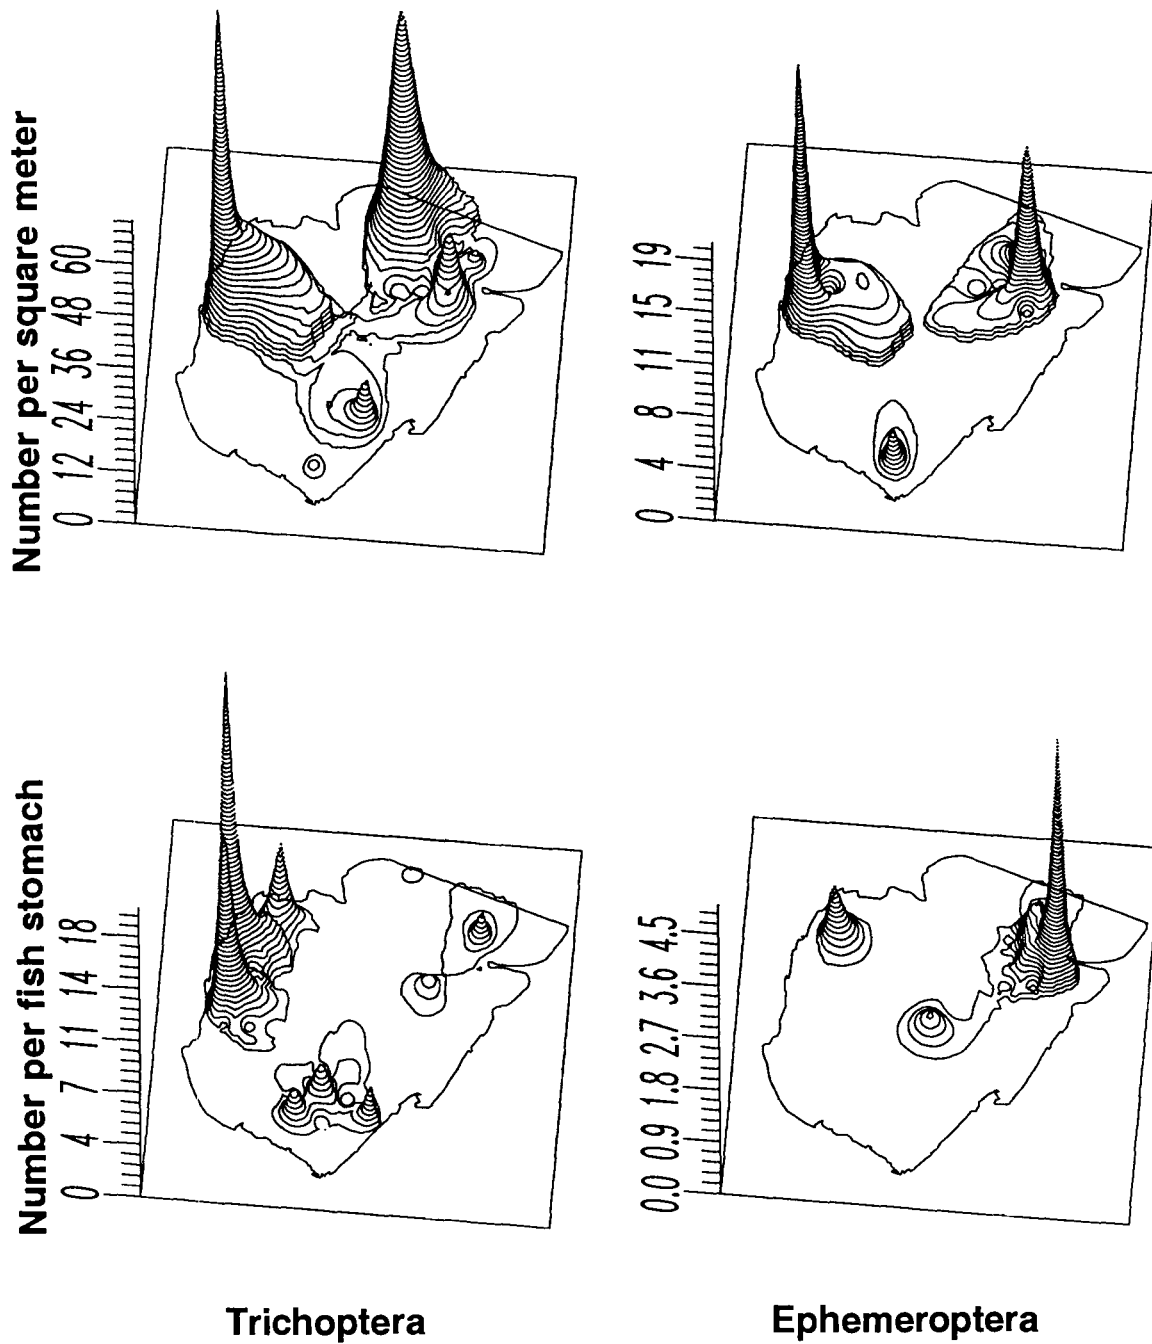 Number per square meter
0 12 24 36 48 60
0 4 8 11 15 19
Number per fish stomach
0 4 7 11 14 18
0.0 0.9 1.8 2.7 3.6 4.5
Trichoptera
Ephemeroptera